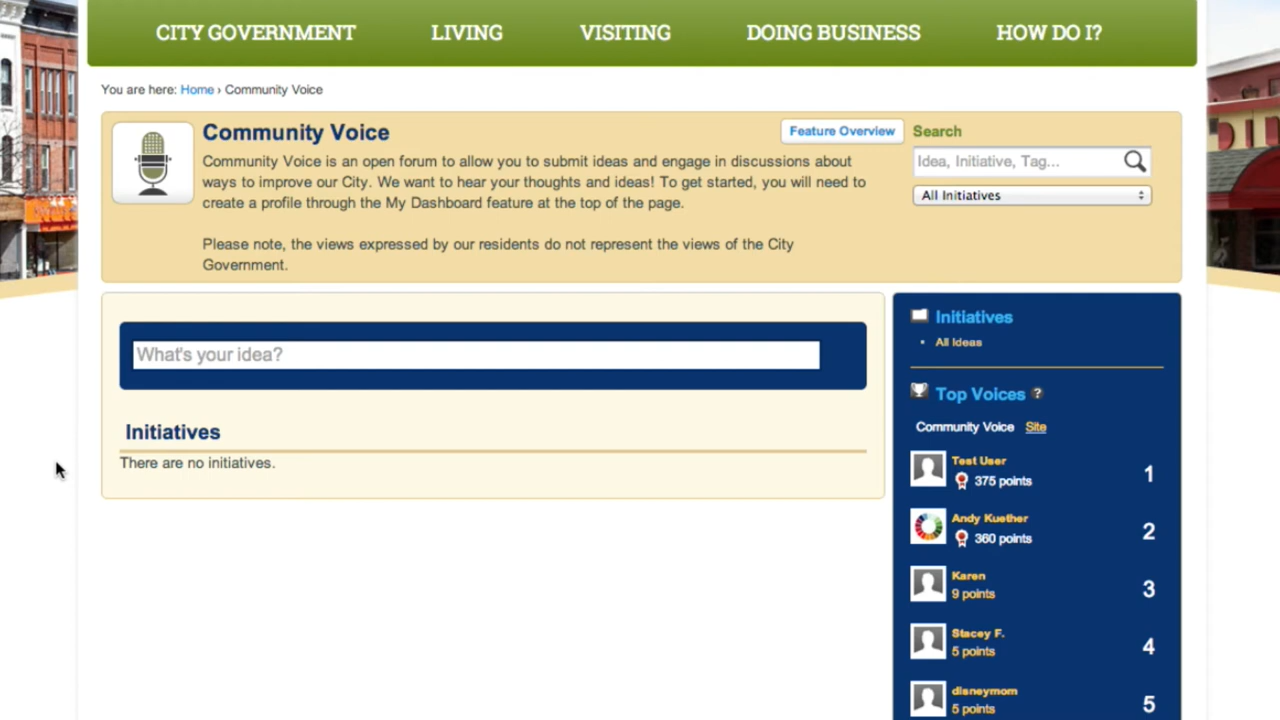 CITY GOVERNMENT LIVING VISITING DOING BUSINESS HOW DO I?
You are here: Home › Community Voice
Community Voice
Feature Overview
Search
Community Voice is an open forum to allow you to submit ideas and engage in discussions about
ways to improve our City. We want to hear your thoughts and ideas! To get started, you will need to
create a profile through the My Dashboard feature at the top of the page.
Please note, the views expressed by our residents do not represent the views of the City
Government.
Idea, Initiative, Tag...
All Initiatives
What's your idea?
Initiatives
There are no initiatives.
Initiatives
All Ideas
Top Voices ?
Community Voice Site
Test User
375 points
1
Andy Kuether
360 points
2
Karen
9 points
3
Stacey F.
5 points
4
disneymom
5 points
5